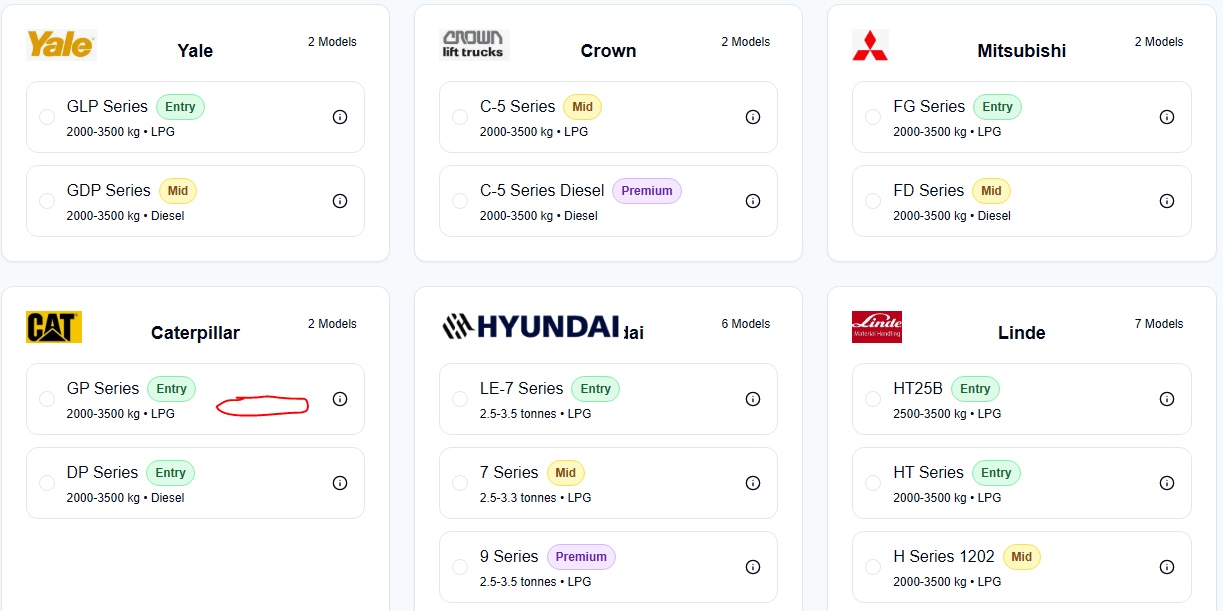 Yale
Yale
2 Models
GLP Series
Entry
2000-3500 kg • LPG
GDP Series
Mid
2000-3500 kg • Diesel
CROWN
lift trucks
Crown
2 Models
C-5 Series
Mid
2000-3500 kg • LPG
C-5 Series Diesel
Premium
2000-3500 kg • Diesel
Mitsubishi
2 Models
FG Series
Entry
2000-3500 kg • LPG
FD Series
Mid
2000-3500 kg • Diesel
CAT
Caterpillar
2 Models
GP Series
Entry
2000-3500 kg • LPG
DP Series
Entry
2000-3500 kg • Diesel
HYUNDAI
dai
6 Models
LE-7 Series
Entry
2.5-3.5 tonnes • LPG
7 Series
Mid
2.5-3.3 tonnes • LPG
9 Series
Premium
2.5-3.5 tonnes • LPG
Linde
Material Handling
Linde
7 Models
HT25B
Entry
2500-3500 kg • LPG
HT Series
Entry
2000-3500 kg • LPG
H Series 1202
Mid
2000-3500 kg • LPG